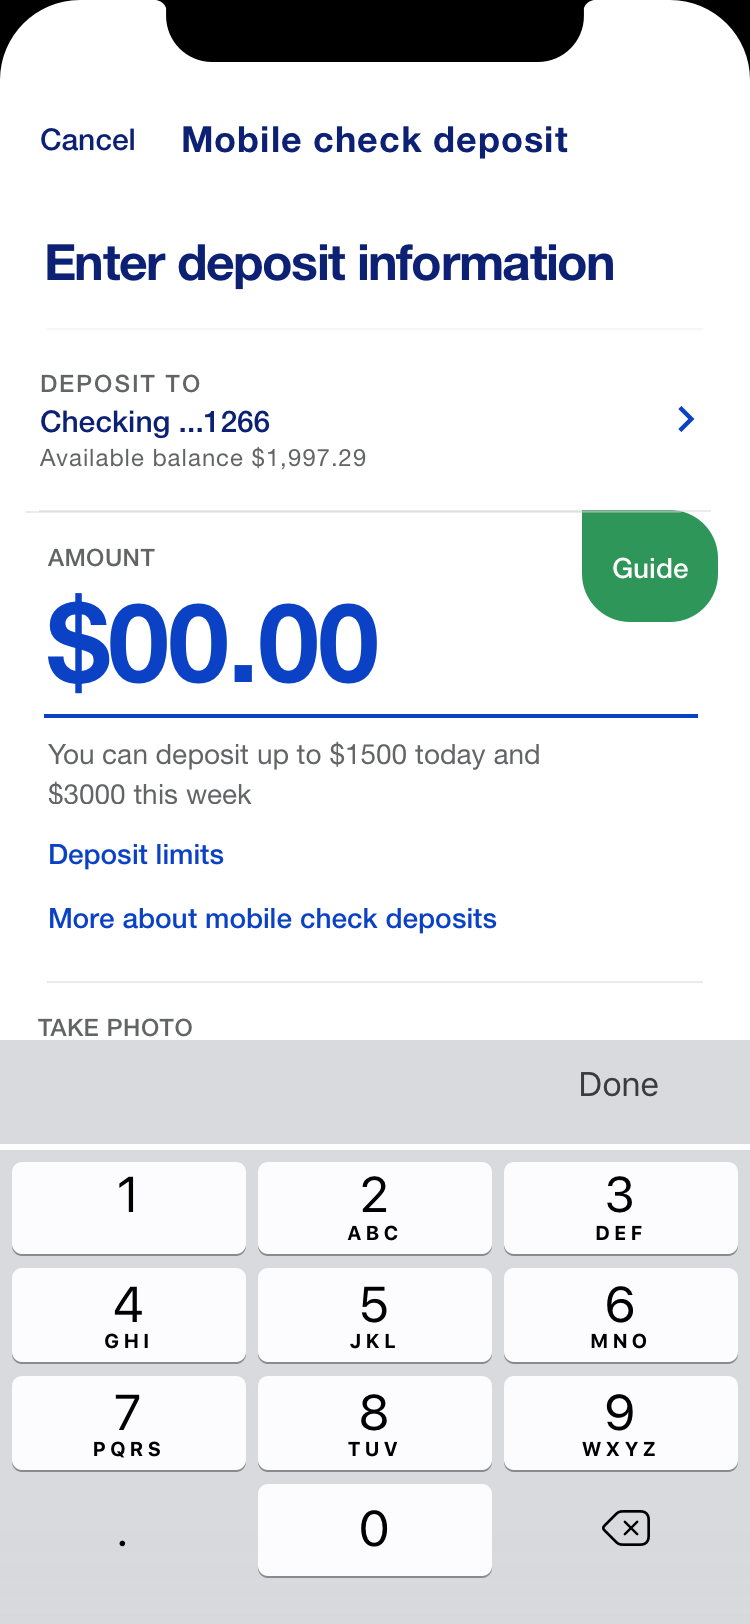 Cancel Mobile check deposit
Enter deposit information
DEPOSIT TO
Checking ...1266
Available balance $1,997.29
AMOUNT
Guide
$00.00
You can deposit up to $1500 today and
$3000 this week
Deposit limits
More about mobile check deposits
TAKE PHOTO
Done
1 2 3
ABC DEF
4 5 6
GHI JKL MNO
7 8 9
PQRS TUV WXYZ
. 0